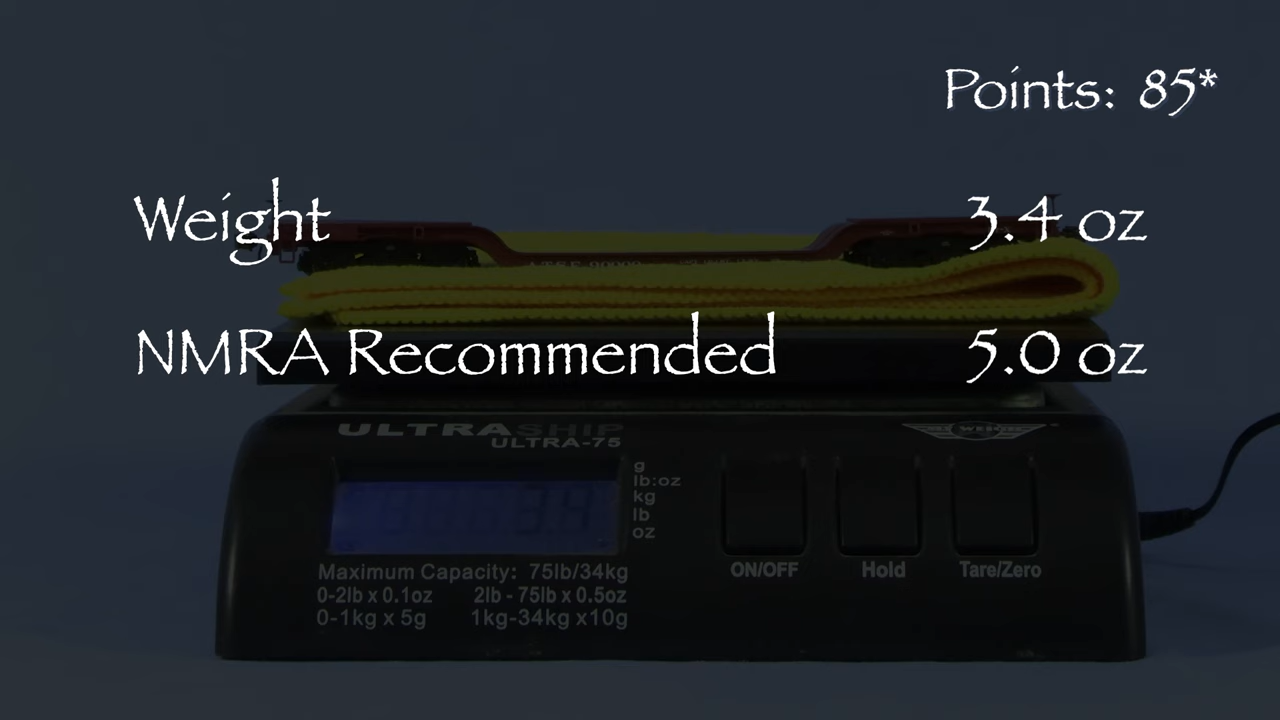 Points: 85*
Weight 3.4 oz
NMRA Recommended 5.0 oz
ULTRASHIP
ULTRA-75
MY WEIGH
g
lb:oz
kg
lb
oz
ON/OFF Hold Tare/Zero
Maximum Capacity: 75lb/34kg
0-2lb x 0.1oz 2lb - 75lb x 0.5oz
0-1kg x 5g 1kg-34kg x10g